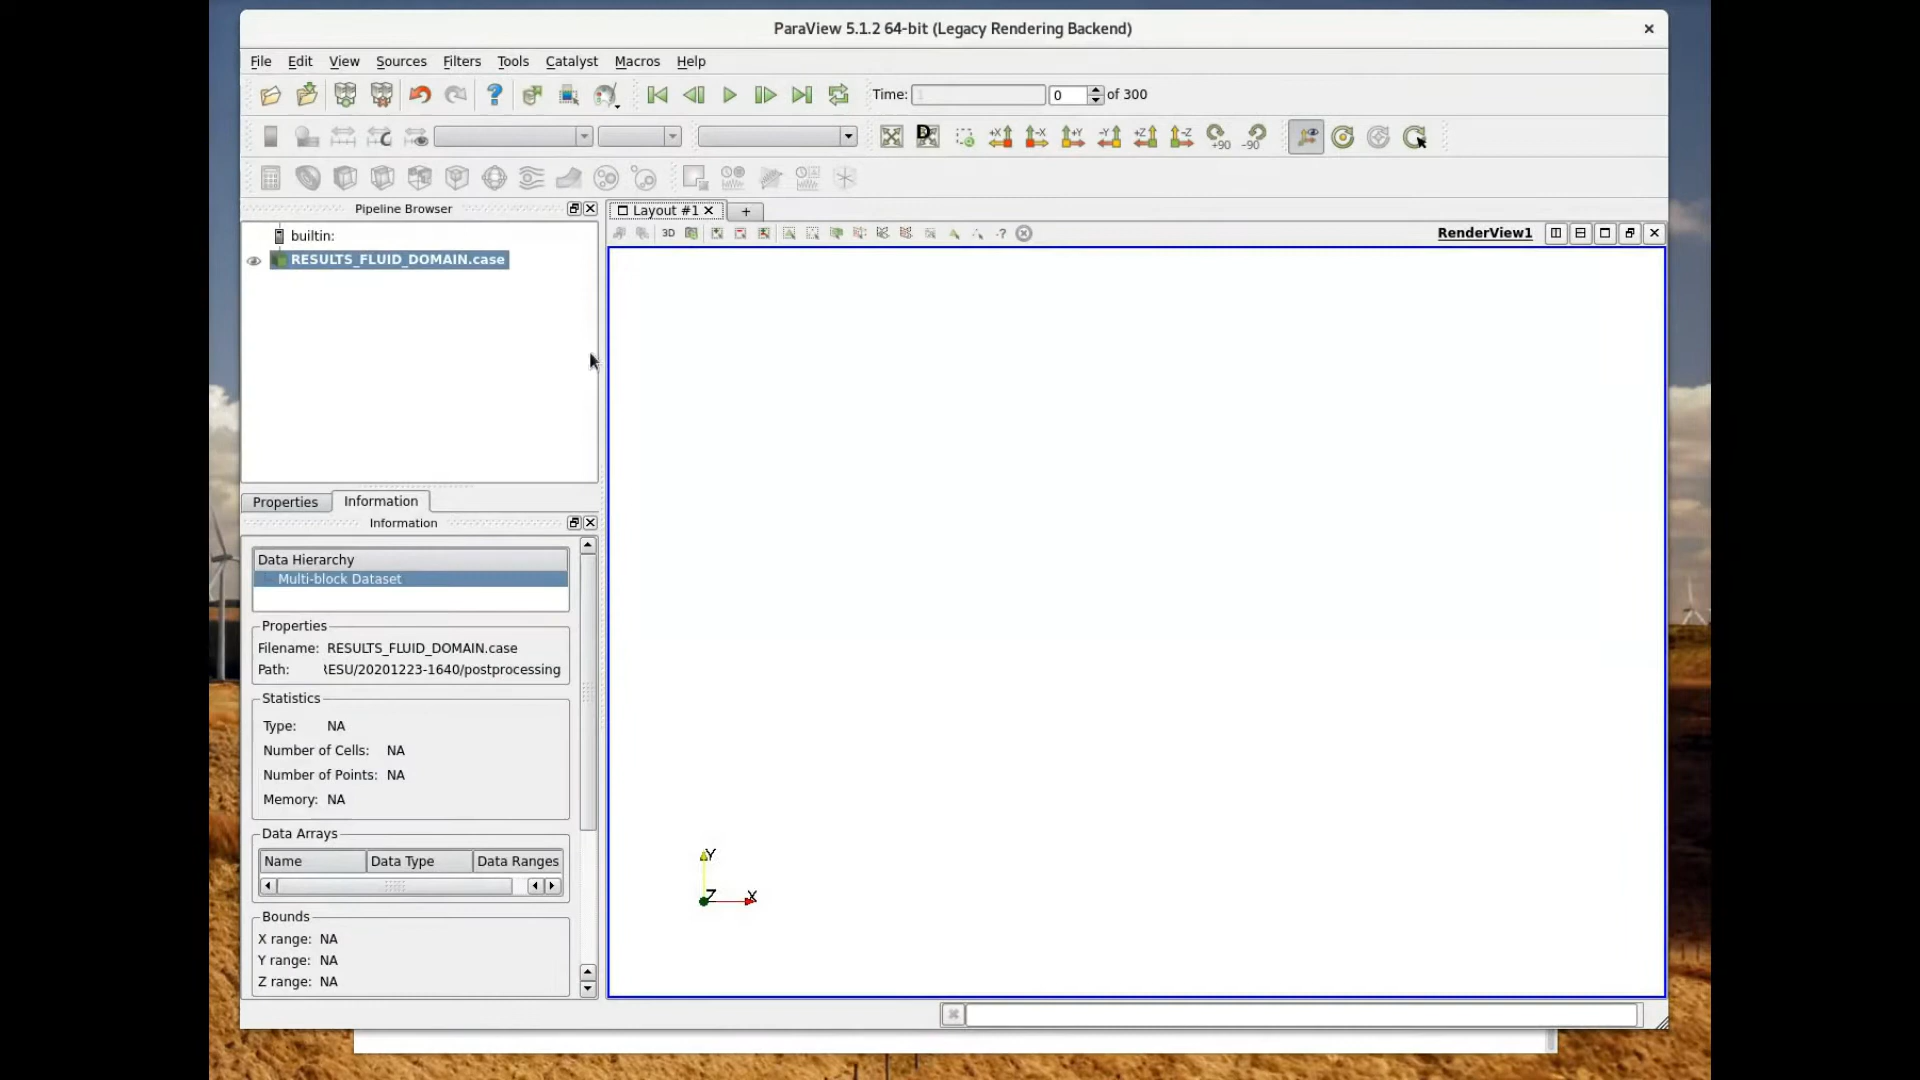 ParaView 5.1.2 64-bit (Legacy Rendering Backend)
File Edit View Sources Filters Tools Catalyst Macros Help
Time: 0 of 300
D +X -X +Y -Y +Z -Z +90 -90
Pipeline Browser
Layout #1
builtin:
3D
RenderView1
RESULTS_FLUID_DOMAIN.case
Properties Information
Information
Data Hierarchy
Multi-block Dataset
Properties
Filename: RESULTS_FLUID_DOMAIN.case
Path: RESU/20201223-1640/postprocessing
Statistics
Type: NA
Number of Cells: NA
Number of Points: NA
Memory: NA
Data Arrays
Name Data Type Data Ranges
Bounds
X range: NA
Y range: NA
Z range: NA
Y
Z X